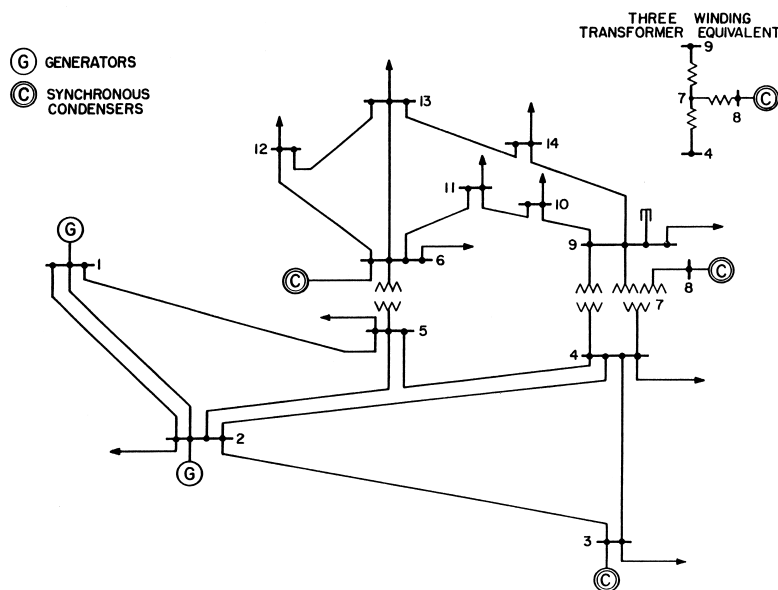 THREE WINDING
TRANSFORMER EQUIVALENT
9
7
C
8
4
G GENERATORS
C SYNCHRONOUS
CONDENSERS
13
14
12
11
10
9
G
1
6
C
C
8
7
5
4
2
G
3
C